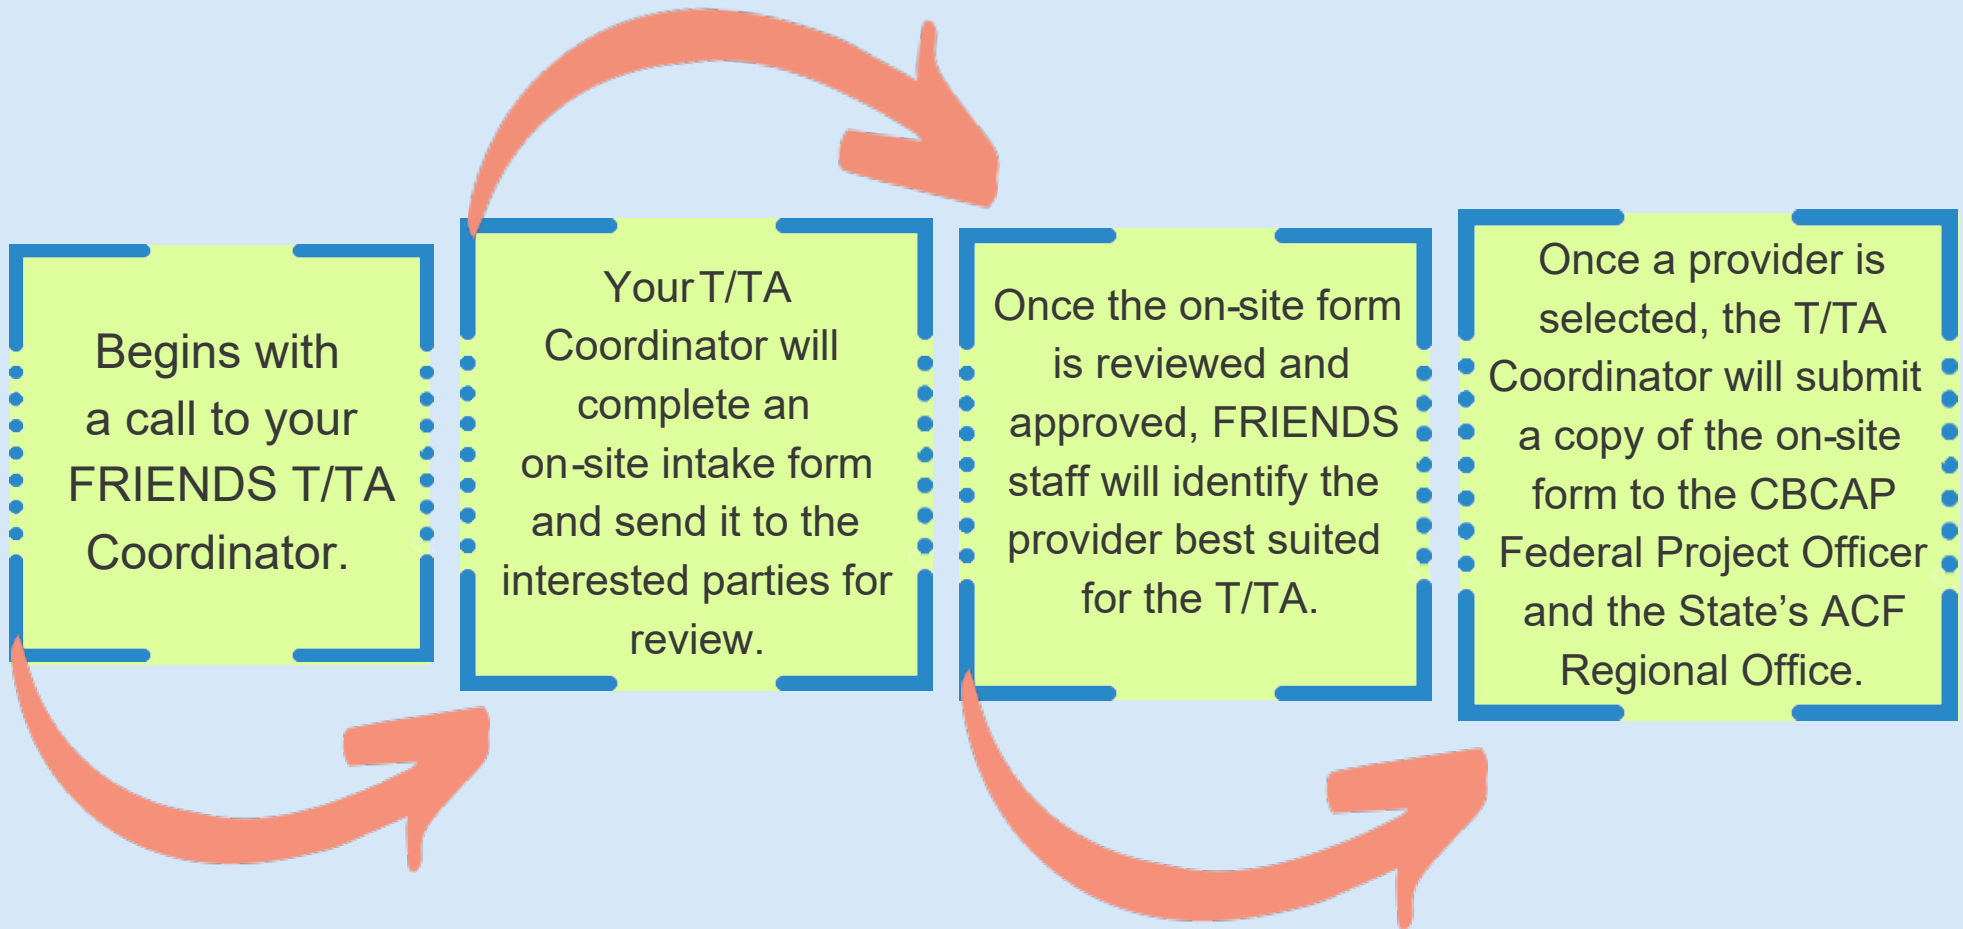 Begins with
a call to your
FRIENDS T/TA
Coordinator.
Your T/TA
Coordinator will
complete an
on-site intake form
and send it to the
interested parties for
review.
Once the on-site form
is reviewed and
approved, FRIENDS
staff will identify the
provider best suited
for the T/TA.
Once a provider is
selected, the T/TA
Coordinator will submit
a copy of the on-site
form to the CBCAP
Federal Project Officer
and the State’s ACF
Regional Office.